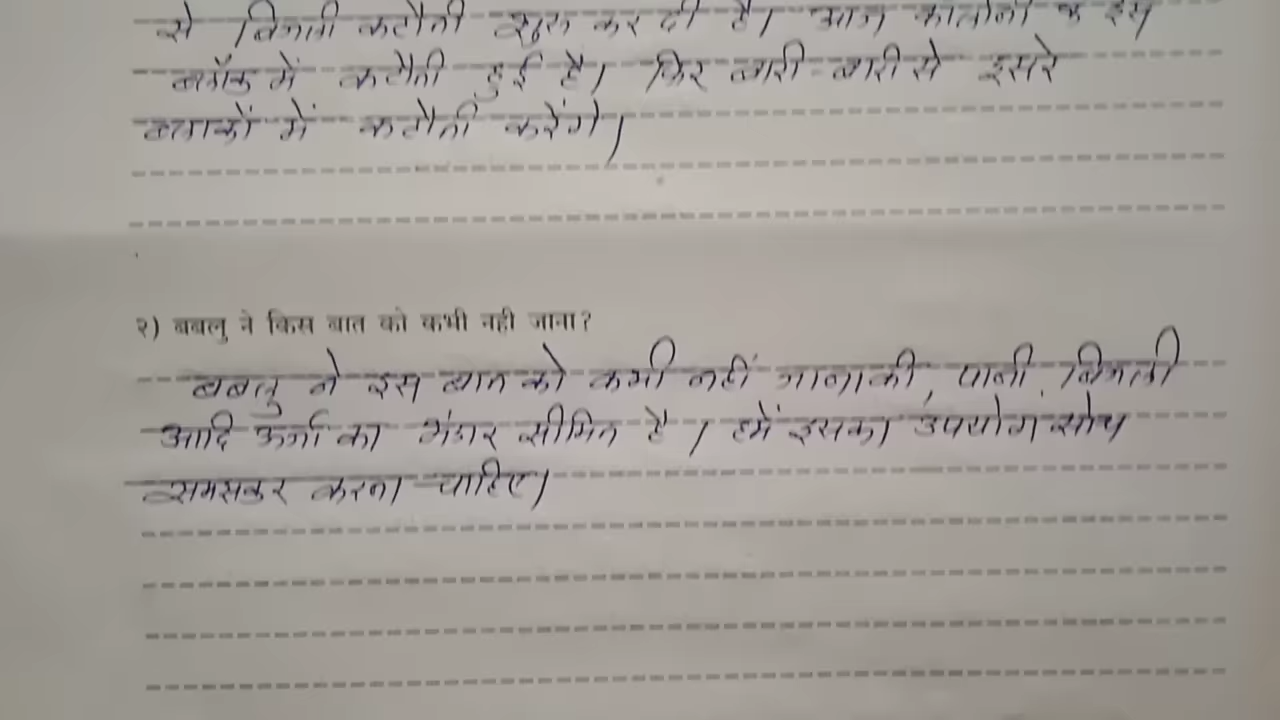 से बिजली कटौती शुरू कर दी है। आज कालोनी के इस
ब्लॉक में कटौती हुई है। फिर बारी-बारी से दूसरे
ब्लाकों में कटौती करेंगे।
२) बबलु ने किस बात को कभी नही जाना?
बबलु ने इस बात को कभी नहीं जाना की, पानी, बिजली
आदि ऊर्जा का भंडार सीमित है। हमें इसका उपयोग सोच
समझकर करना चाहिए।